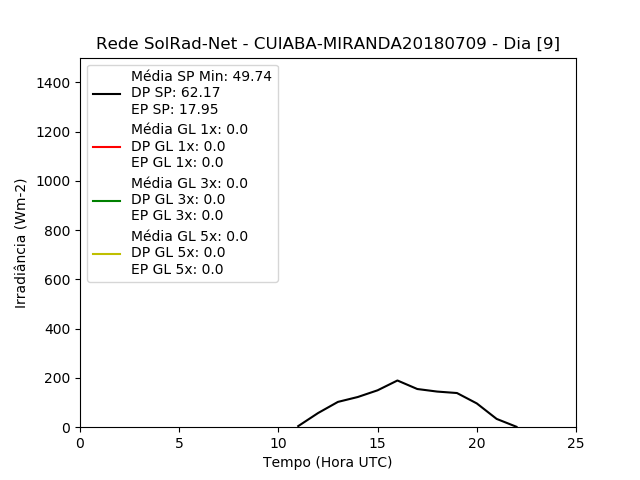 Rede SolRad-Net - CUIABA-MIRANDA20180709 - Dia [9]
Média SP Min: 49.74
DP SP: 62.17
EP SP: 17.95
Média GL 1x: 0.0
DP GL 1x: 0.0
EP GL 1x: 0.0
Média GL 3x: 0.0
DP GL 3x: 0.0
EP GL 3x: 0.0
Média GL 5x: 0.0
DP GL 5x: 0.0
EP GL 5x: 0.0
Irradiância (Wm-2)
1400
1200
1000
800
600
400
200
0
0 5 10 15 20 25
Tempo (Hora UTC)